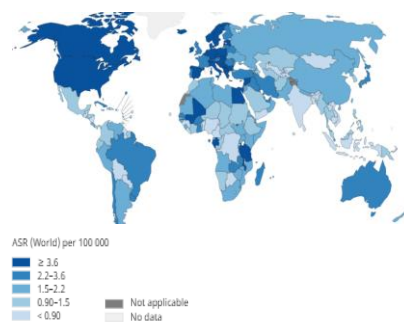 ASR (World) per 100 000
≥ 3.6
2.2–3.6
1.5–2.2
0.90–1.5
< 0.90
Not applicable
No data